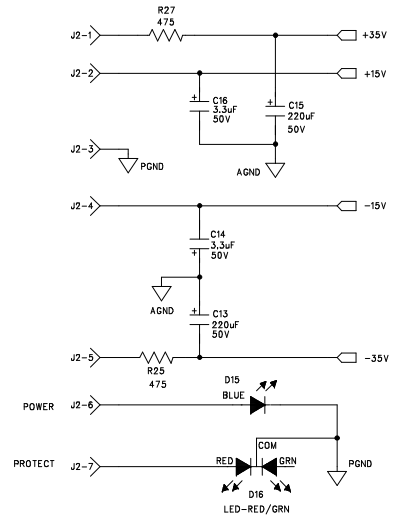 R27
475
J2-1
+35V
J2-2
+15V
C16
3.3uF
50V
C15
220uF
50V
J2-3
PGND
AGND
J2-4
-15V
C14
3.3uF
50V
AGND
C13
220uF
50V
J2-5
-35V
R25
475
D15
BLUE
POWER J2-6
COM
PROTECT J2-7
RED
GRN
PGND
D16
LED-RED/GRN